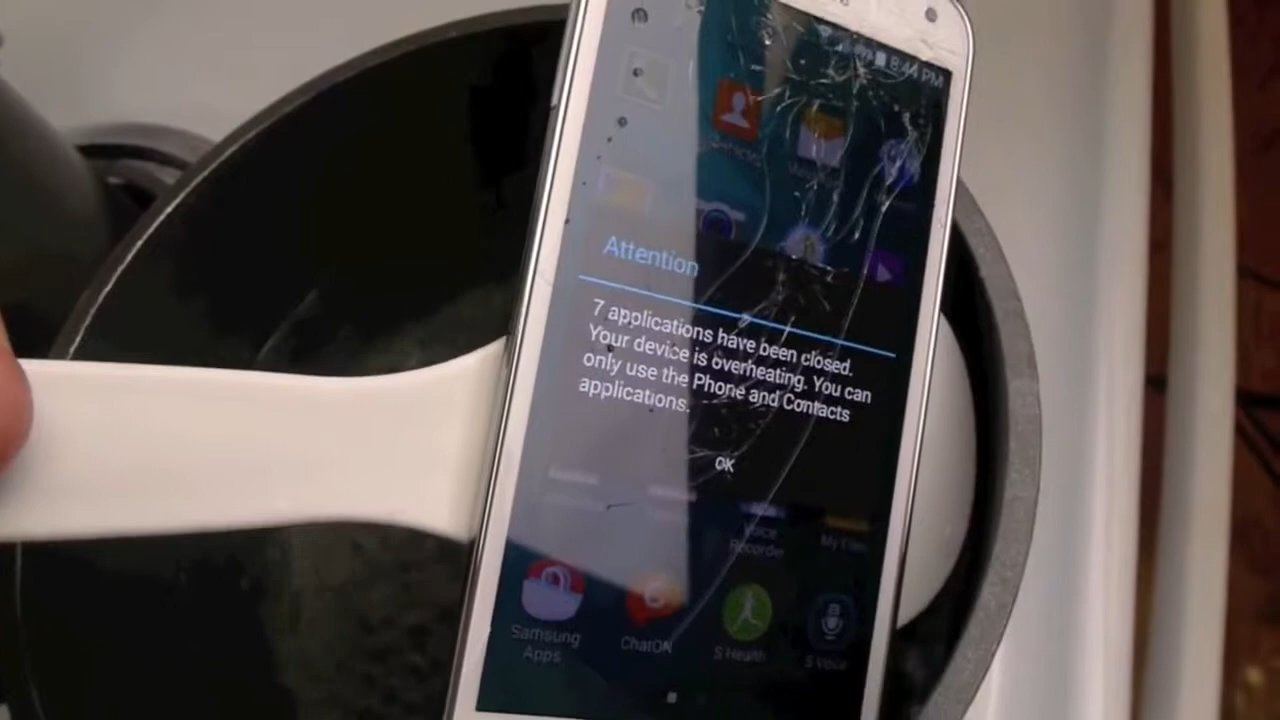 8:44 PM
Attention
7 applications have been closed.
Your device is overheating. You can
only use the Phone and Contacts
applications.
OK
Voice
Recorder
My Files
Samsung
Apps
ChatON
S Health
S Voice